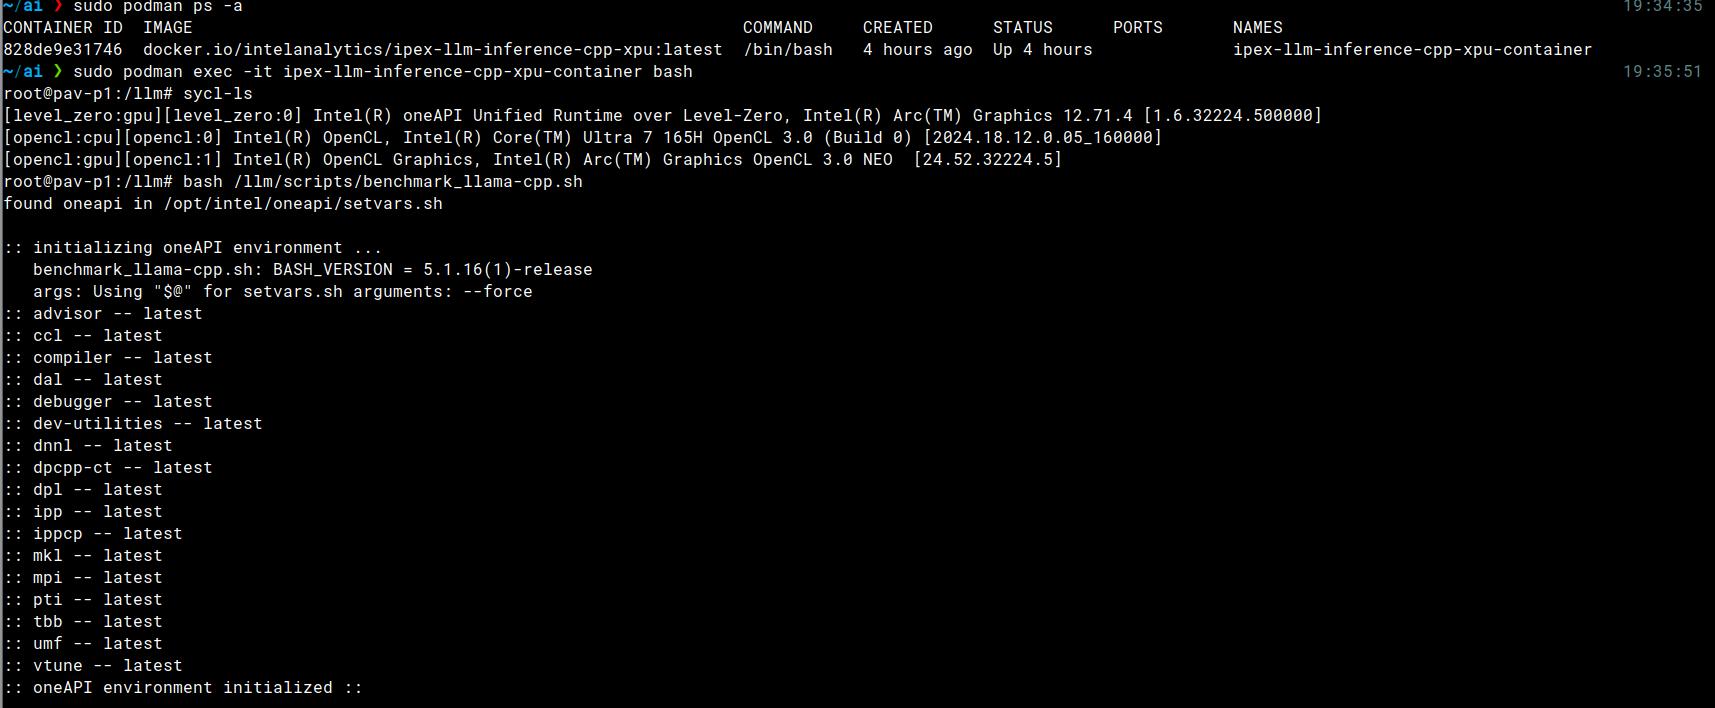 ~/ai ❯ sudo podman ps -a 19:34:35
CONTAINER ID  IMAGE                                                       COMMAND    CREATED      STATUS      PORTS       NAMES
828de9e31746  docker.io/intelanalytics/ipex-llm-inference-cpp-xpu:latest  /bin/bash  4 hours ago  Up 4 hours              ipex-llm-inference-cpp-xpu-container
~/ai ❯ sudo podman exec -it ipex-llm-inference-cpp-xpu-container bash 19:35:51
root@pav-p1:/llm# sycl-ls
[level_zero:gpu][level_zero:0] Intel(R) oneAPI Unified Runtime over Level-Zero, Intel(R) Arc(TM) Graphics 12.71.4 [1.6.32224.500000]
[opencl:cpu][opencl:0] Intel(R) OpenCL, Intel(R) Core(TM) Ultra 7 165H OpenCL 3.0 (Build 0) [2024.18.12.0.05_160000]
[opencl:gpu][opencl:1] Intel(R) OpenCL Graphics, Intel(R) Arc(TM) Graphics OpenCL 3.0 NEO  [24.52.32224.5]
root@pav-p1:/llm# bash /llm/scripts/benchmark_llama-cpp.sh
found oneapi in /opt/intel/oneapi/setvars.sh
:: initializing oneAPI environment ...
   benchmark_llama-cpp.sh: BASH_VERSION = 5.1.16(1)-release
   args: Using "$@" for setvars.sh arguments: --force
:: advisor -- latest
:: ccl -- latest
:: compiler -- latest
:: dal -- latest
:: debugger -- latest
:: dev-utilities -- latest
:: dnnl -- latest
:: dpcpp-ct -- latest
:: dpl -- latest
:: ipp -- latest
:: ippcp -- latest
:: mkl -- latest
:: mpi -- latest
:: pti -- latest
:: tbb -- latest
:: umf -- latest
:: vtune -- latest
:: oneAPI environment initialized ::